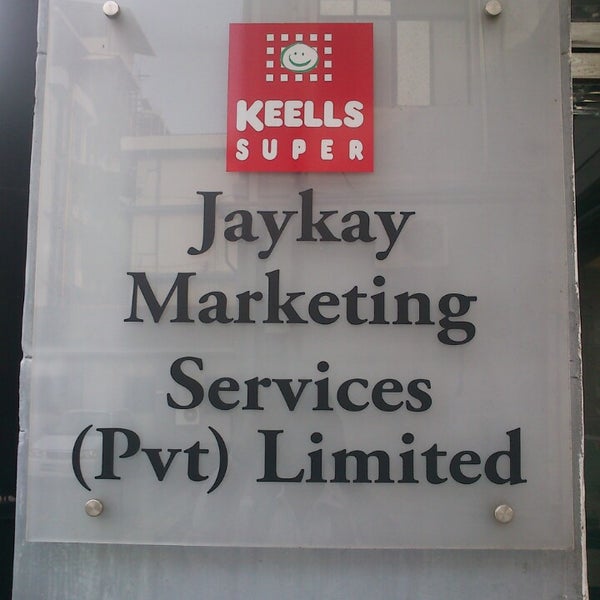 KEELLS
SUPER
Jaykay
Marketing
Services
(Pvt) Limited